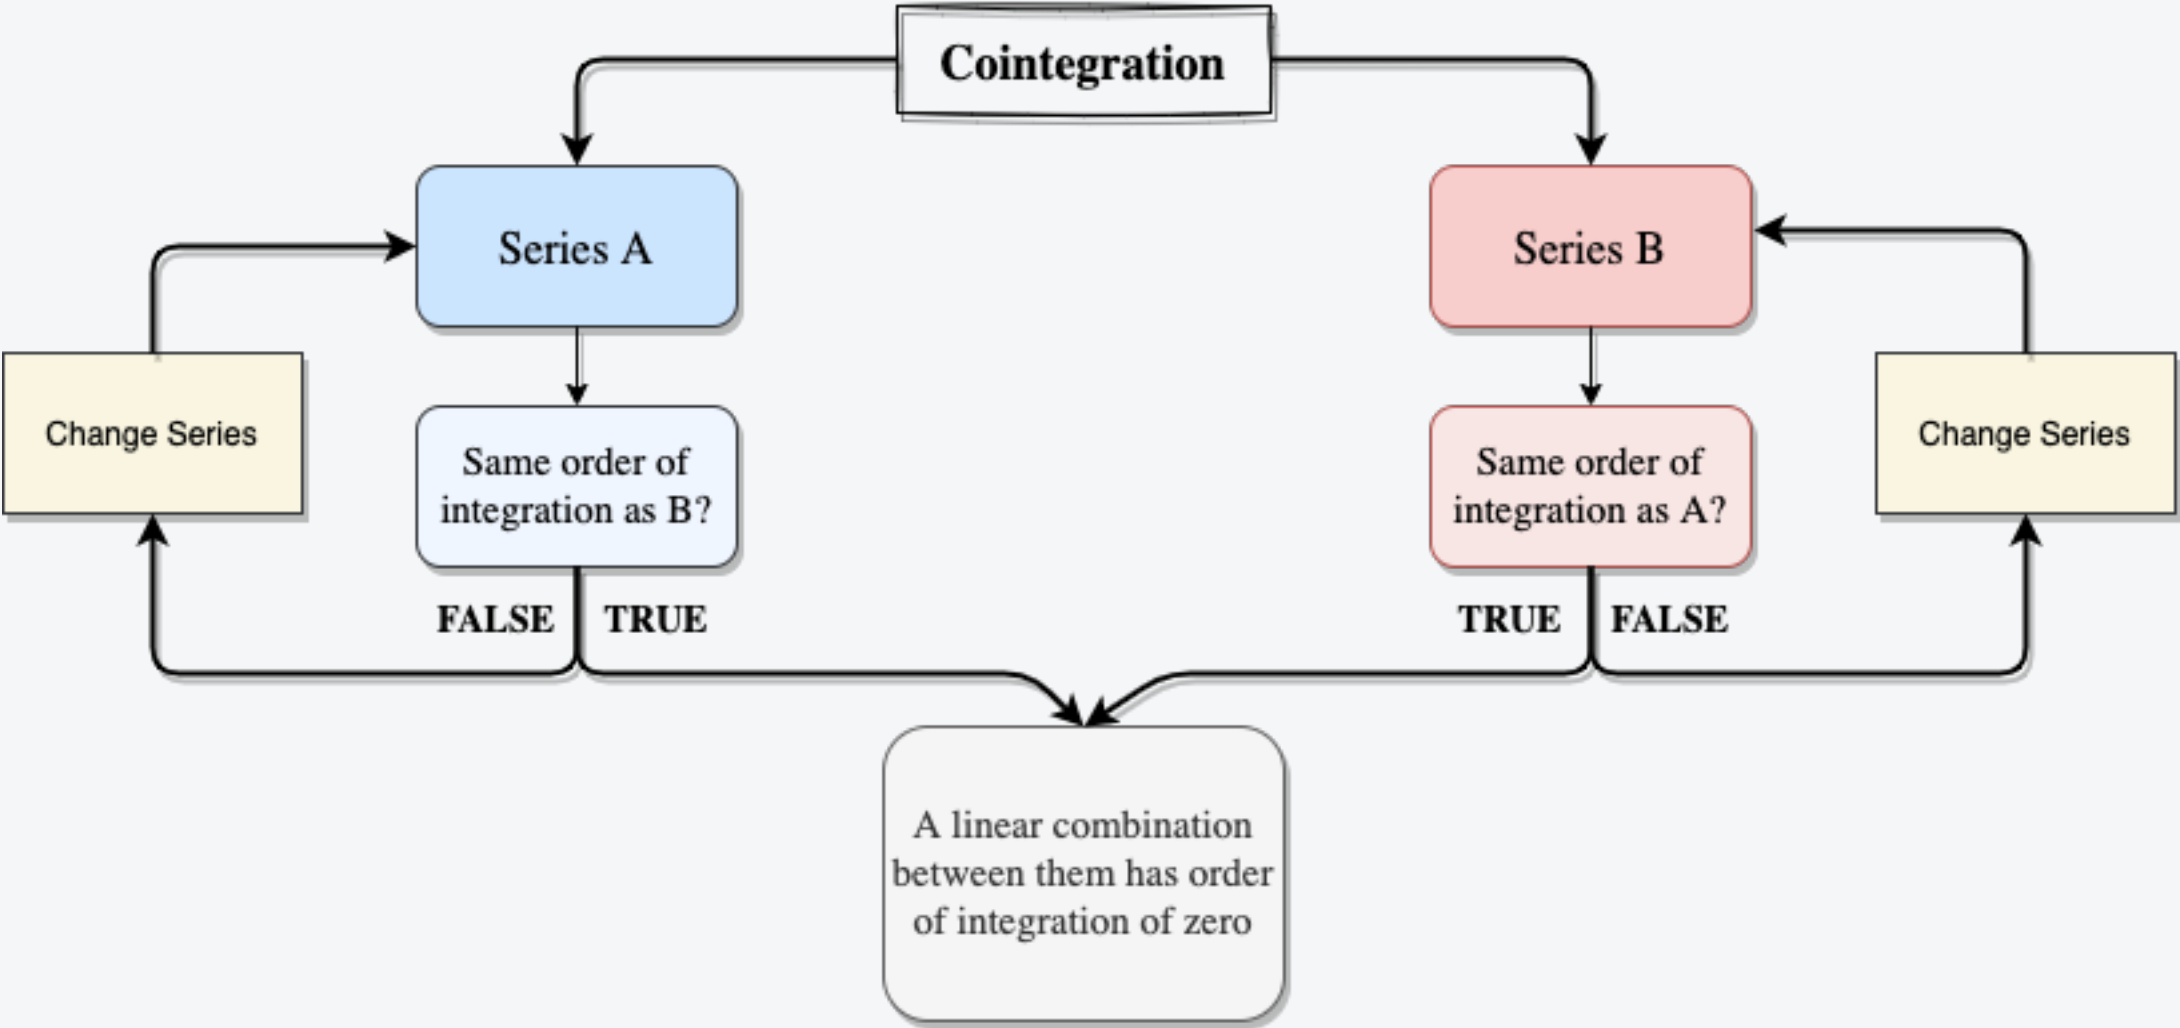 Cointegration
Series A
Series B
Change Series
Same order of
integration as B?
Same order of
integration as A?
Change Series
FALSE
TRUE
TRUE
FALSE
A linear combination
between them has order
of integration of zero